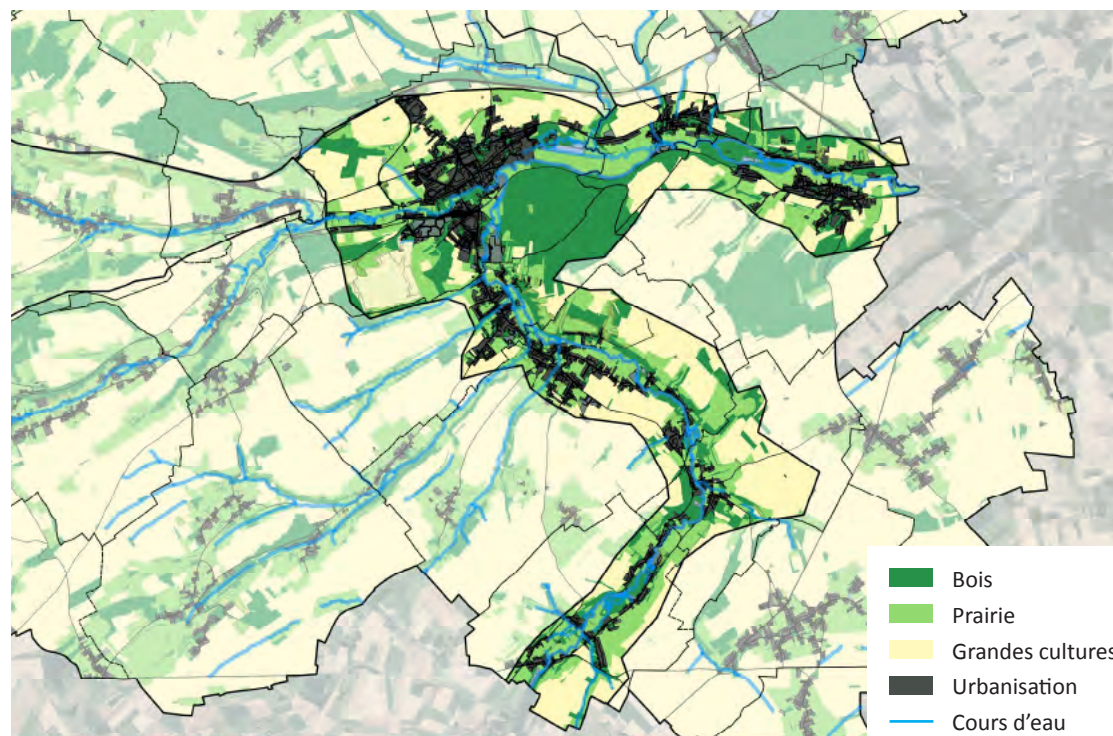 Bois
Prairie
Grandes cultures
Urbanisation
Cours d'eau